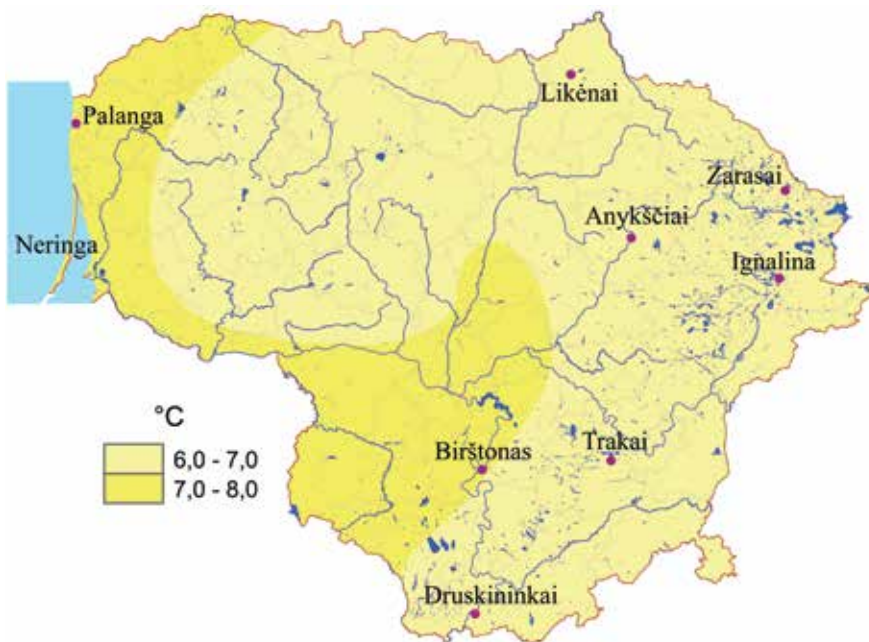 Likėnai
Palanga
Zarasai
Anykščiai
Neringa
Ignalina
°C
6,0 - 7,0
7,0 - 8,0
Birštonas
Trakai
Druskininkai